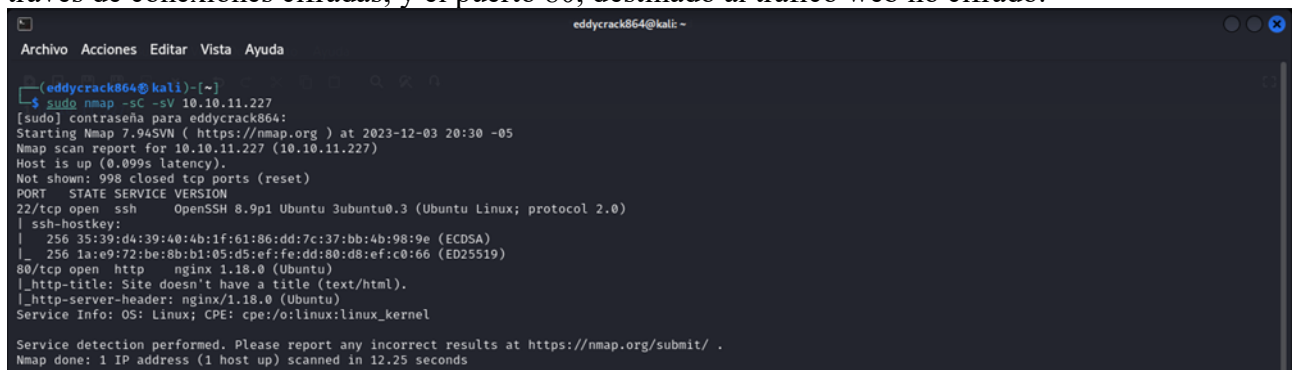 través de conexiones cifradas, y el puerto 80, destinado al tráfico web no cifrado.
eddycrack864@kali: ~
Archivo Acciones Editar Vista Ayuda
┌──(eddycrack864㉿kali)-[~]
└─$ sudo nmap -sC -sV 10.10.11.227
[sudo] contraseña para eddycrack864:
Starting Nmap 7.94SVN ( https://nmap.org ) at 2023-12-03 20:30 -05
Nmap scan report for 10.10.11.227 (10.10.11.227)
Host is up (0.099s latency).
Not shown: 998 closed tcp ports (reset)
PORT   STATE SERVICE VERSION
22/tcp open  ssh     OpenSSH 8.9p1 Ubuntu 3ubuntu0.3 (Ubuntu Linux; protocol 2.0)
| ssh-hostkey:
|   256 35:39:d4:39:40:4b:1f:61:86:dd:7c:37:bb:4b:98:9e (ECDSA)
|_  256 1a:e9:72:be:8b:b1:05:d5:ef:fe:dd:80:d8:ef:c0:66 (ED25519)
80/tcp open  http    nginx 1.18.0 (Ubuntu)
|_http-title: Site doesn't have a title (text/html).
|_http-server-header: nginx/1.18.0 (Ubuntu)
Service Info: OS: Linux; CPE: cpe:/o:linux:linux_kernel
Service detection performed. Please report any incorrect results at https://nmap.org/submit/ .
Nmap done: 1 IP address (1 host up) scanned in 12.25 seconds